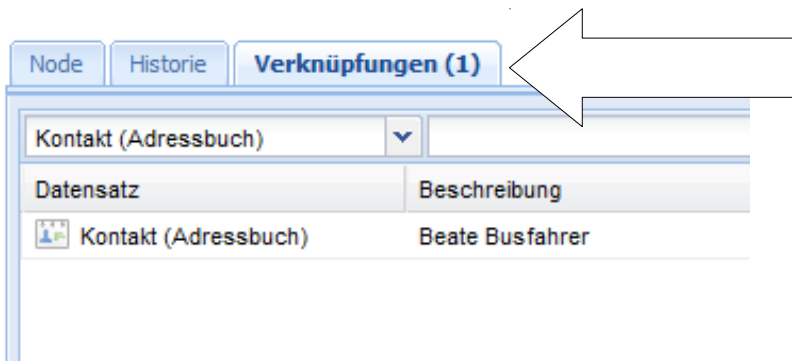 Node Historie Verknüpfungen (1)
Kontakt (Adressbuch)
Datensatz Beschreibung
Kontakt (Adressbuch) Beate Busfahrer